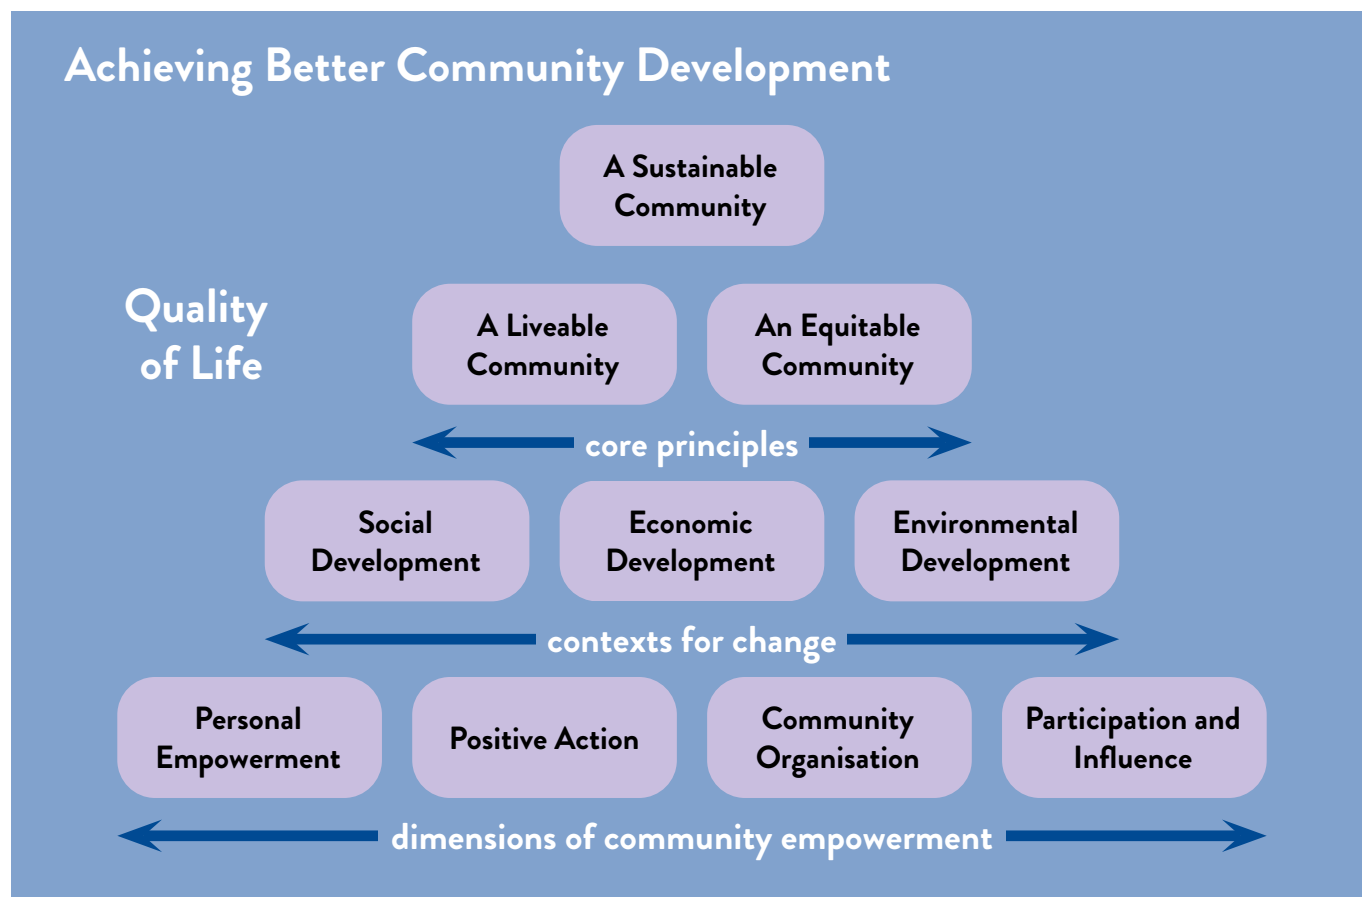 Achieving Better Community Development
A Sustainable
Community
Quality
of Life
A Liveable
Community
An Equitable
Community
core principles
Social
Development
Economic
Development
Environmental
Development
contexts for change
Personal
Empowerment
Positive Action
Community
Organisation
Participation and
Influence
dimensions of community empowerment